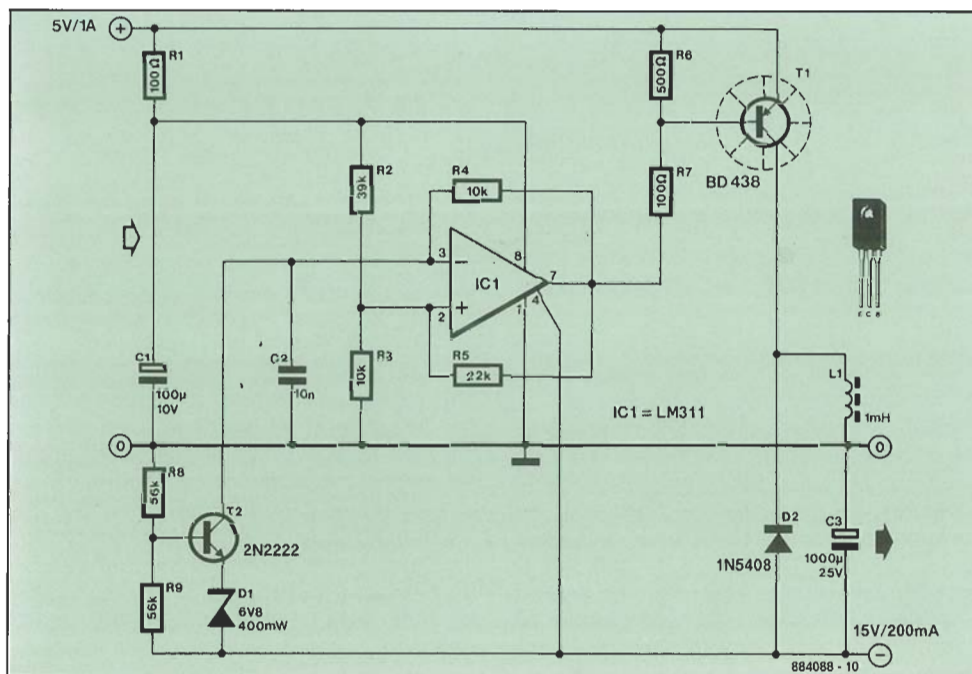 5V/1A
+
R1
100Ω
R6
500Ω
T1
BD 438
R2
39k
R4
10k
R7
100Ω
3
−
8
IC1
7
4
+
2
1
E C B
C1
100µ
10V
C2
10n
R3
10k
R5
22k
IC1 = LM311
L1
1mH
0
0
R8
56k
T2
2N2222
R9
56k
D1
6V8
400mW
D2
1N5408
C3
1000µ
25V
15V/200mA
−
884088 - 10